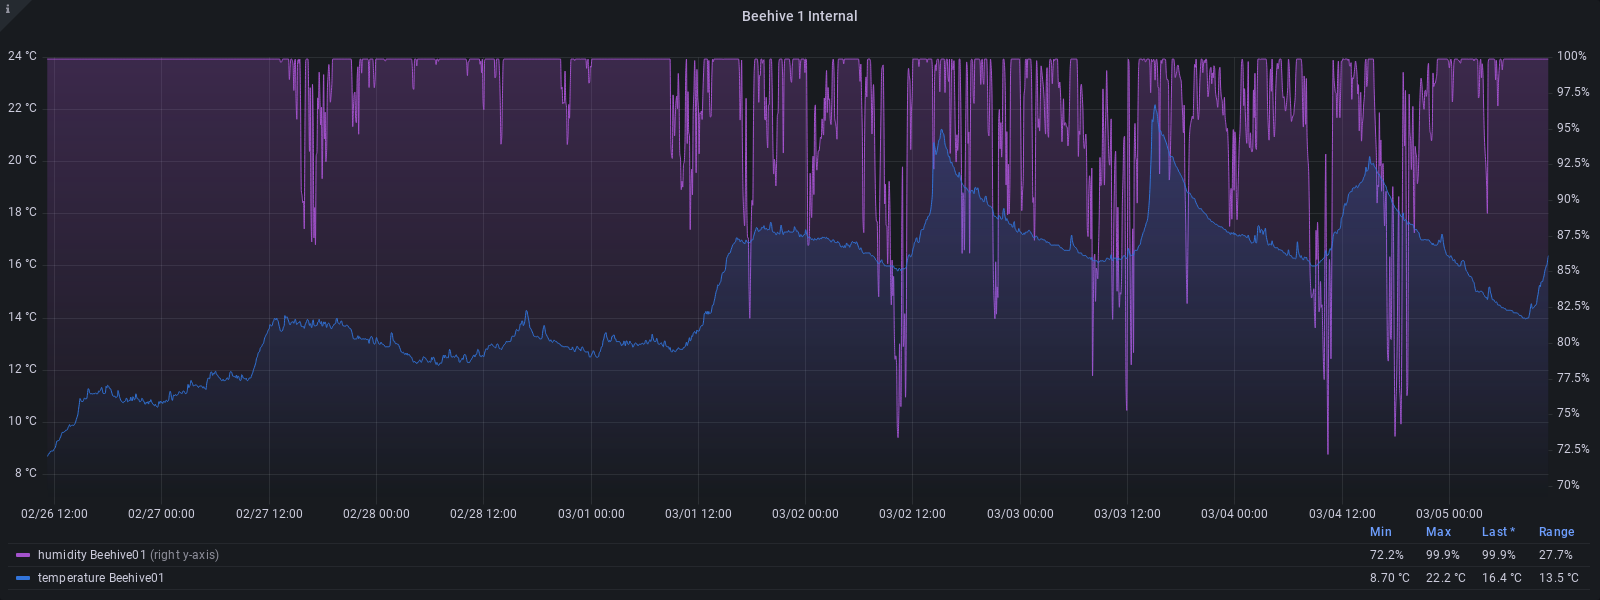 i
Beehive 1 Internal
24 °C
22 °C
20 °C
18 °C
16 °C
14 °C
12 °C
10 °C
8 °C
100%
97.5%
95%
92.5%
90%
87.5%
85%
82.5%
80%
77.5%
75%
72.5%
70%
02/26 12:00 02/27 00:00 02/27 12:00 02/28 00:00 02/28 12:00 03/01 00:00 03/01 12:00 03/02 00:00 03/02 12:00 03/03 00:00 03/03 12:00 03/04 00:00 03/04 12:00 03/05 00:00
Min Max Last * Range
humidity Beehive01 (right y-axis) 72.2% 99.9% 99.9% 27.7%
temperature Beehive01 8.70 °C 22.2 °C 16.4 °C 13.5 °C